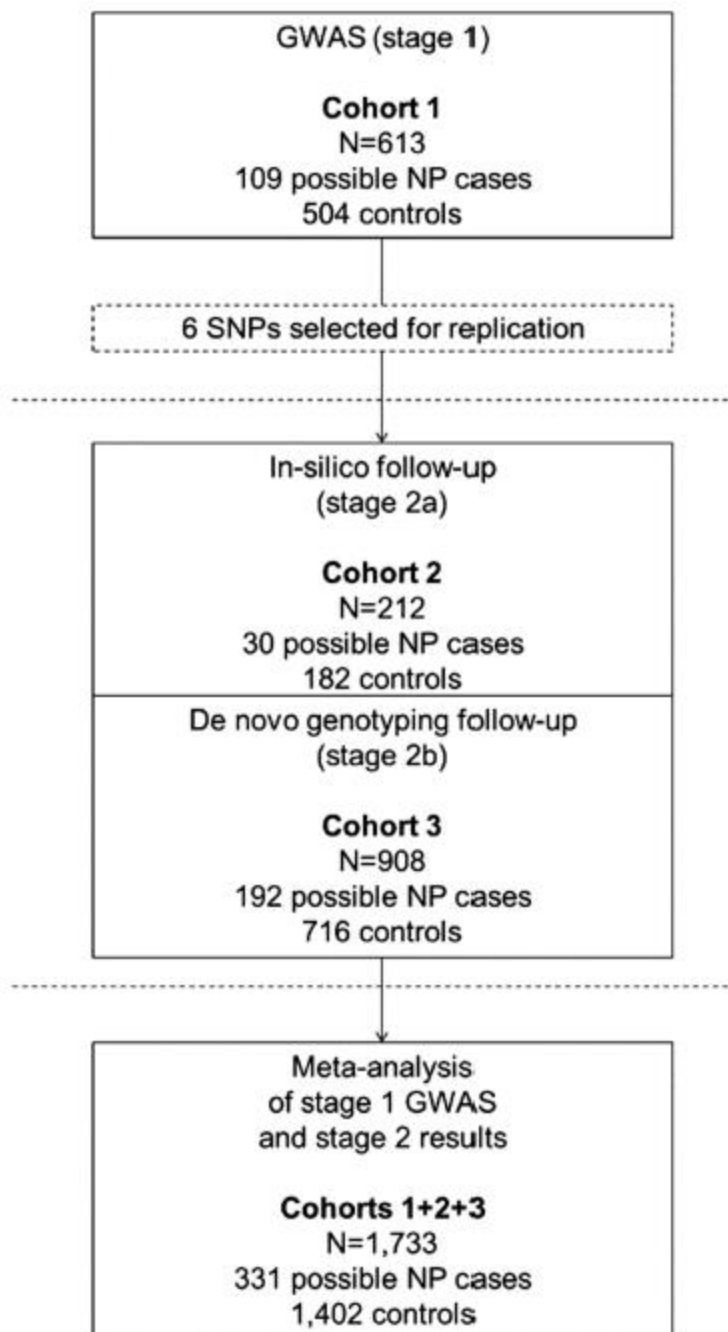 GWAS (stage 1)
Cohort 1
N=613
109 possible NP cases
504 controls
6 SNPs selected for replication
In-silico follow-up
(stage 2a)
Cohort 2
N=212
30 possible NP cases
182 controls
De novo genotyping follow-up
(stage 2b)
Cohort 3
N=908
192 possible NP cases
716 controls
Meta-analysis
of stage 1 GWAS
and stage 2 results
Cohorts 1+2+3
N=1,733
331 possible NP cases
1,402 controls